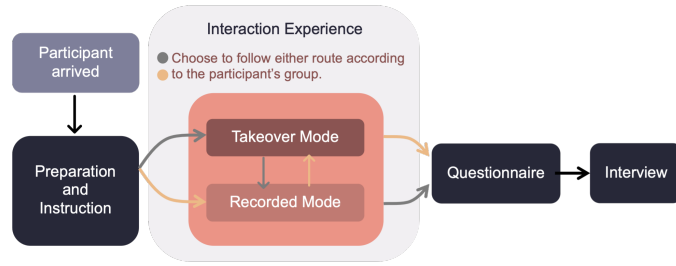 Participant
arrived
Preparation
and
Instruction
Interaction Experience
Choose to follow either route according
to the participant's group.
Takeover Mode
Recorded Mode
Questionnaire
Interview